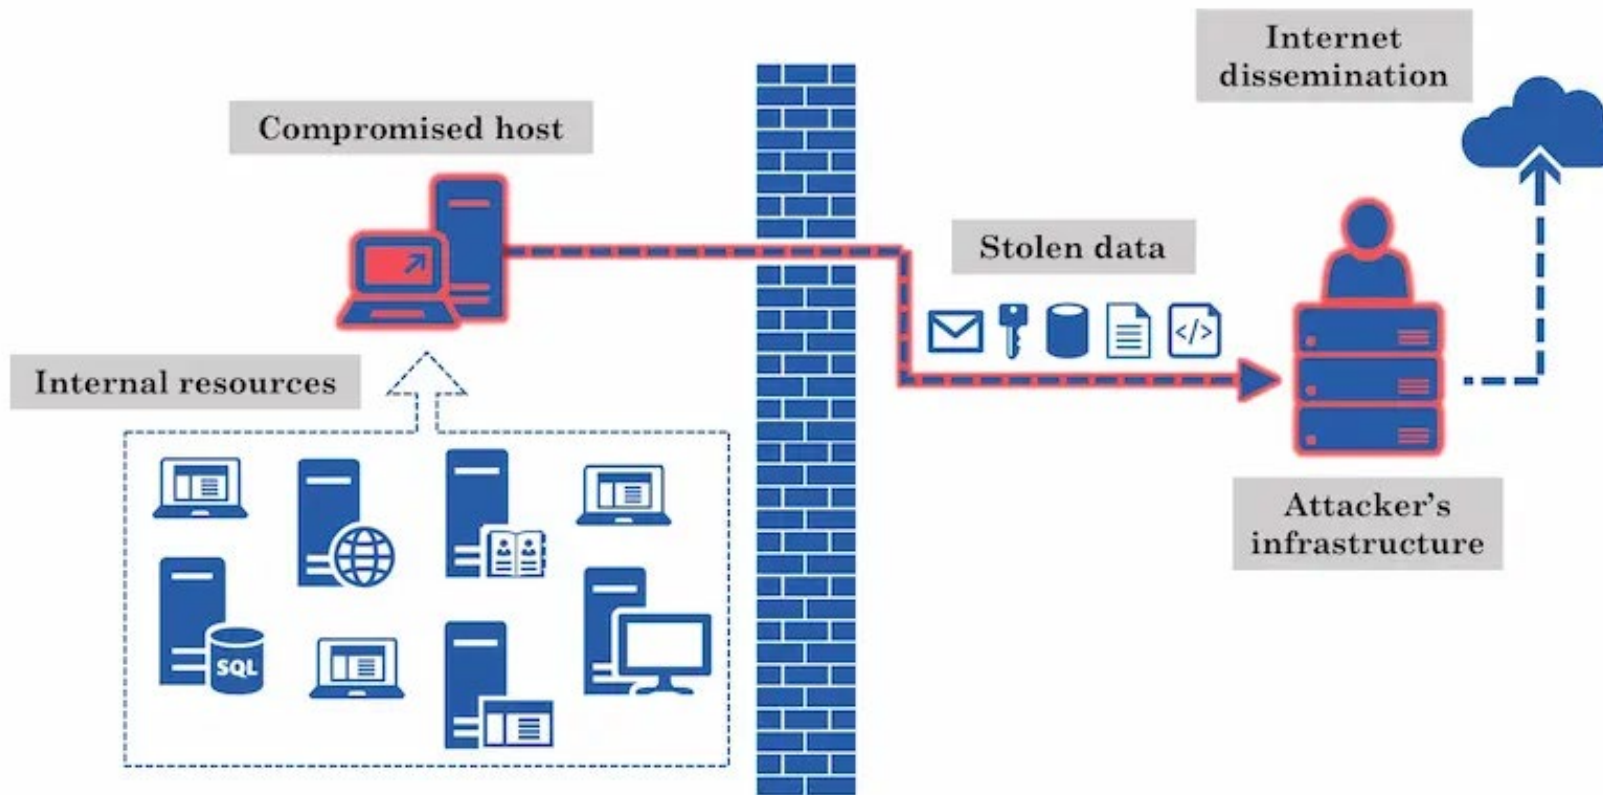 Internet
dissemination
Compromised host
Stolen data
</>
Internal resources
SQL
Attacker's
infrastructure